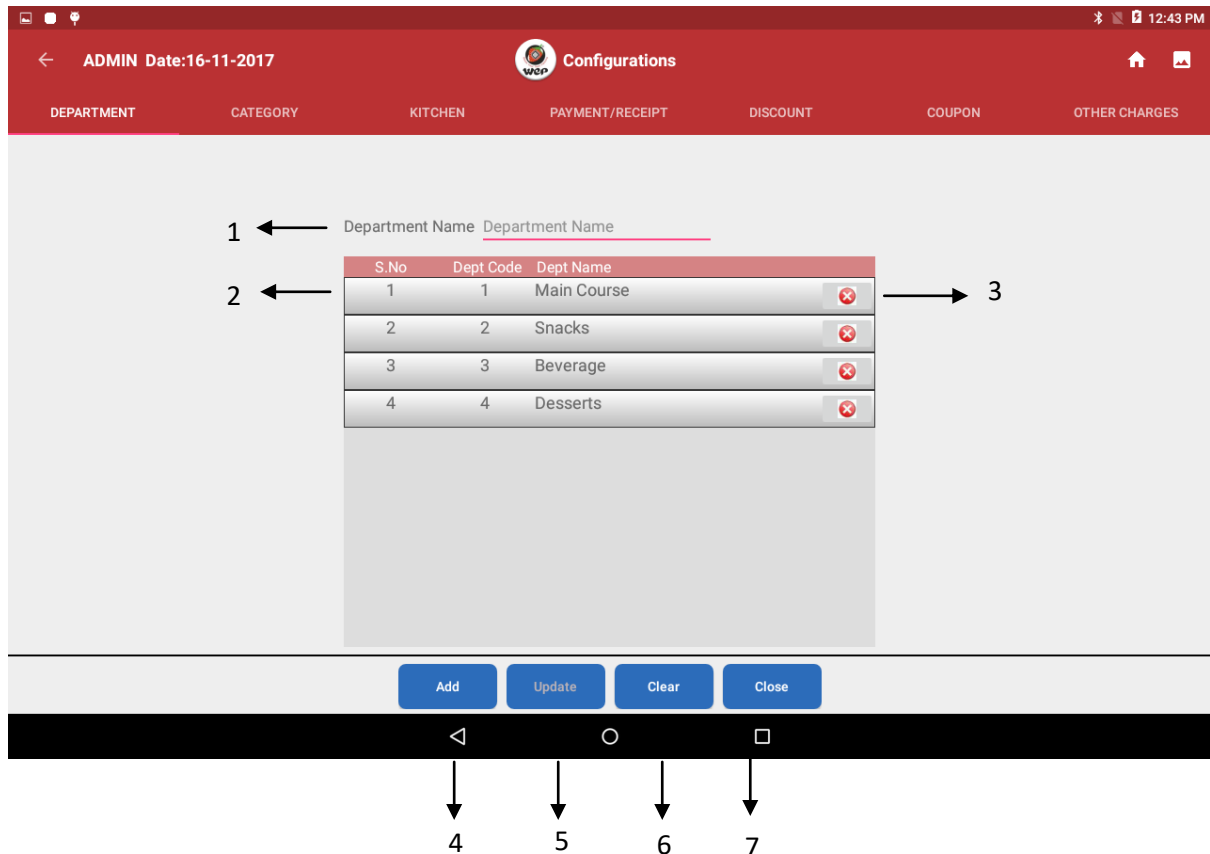 12:43 PM
ADMIN Date:16-11-2017 wep Configurations
DEPARTMENT CATEGORY KITCHEN PAYMENT/RECEIPT DISCOUNT COUPON OTHER CHARGES
1 Department Name Department Name
S.No Dept Code Dept Name
2 1 1 Main Course 3
2 2 Snacks
3 3 Beverage
4 4 Desserts
Add Update Clear Close
4 5 6 7